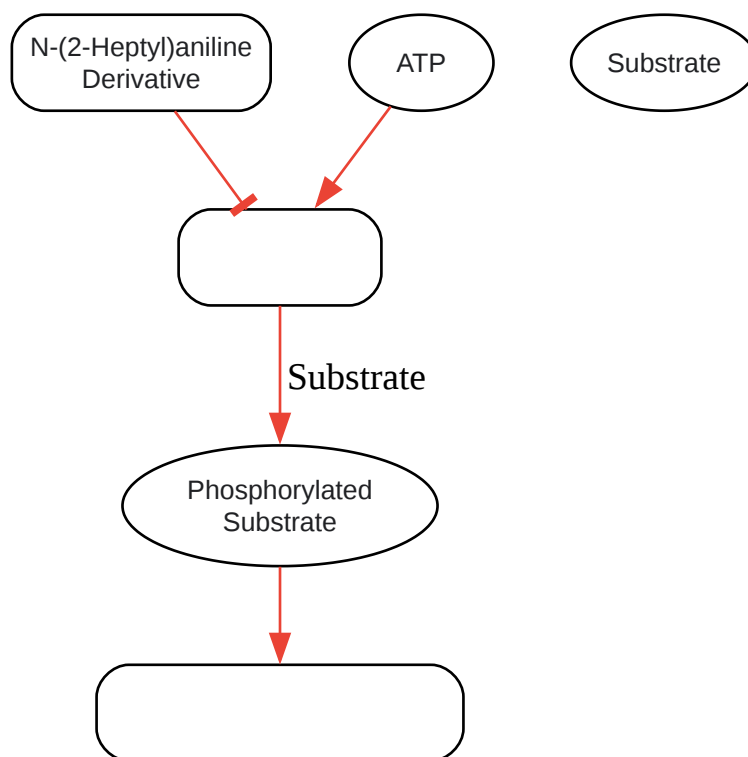 N-(2-Heptyl)aniline
Derivative
ATP
Substrate
Substrate
Phosphorylated
Substrate